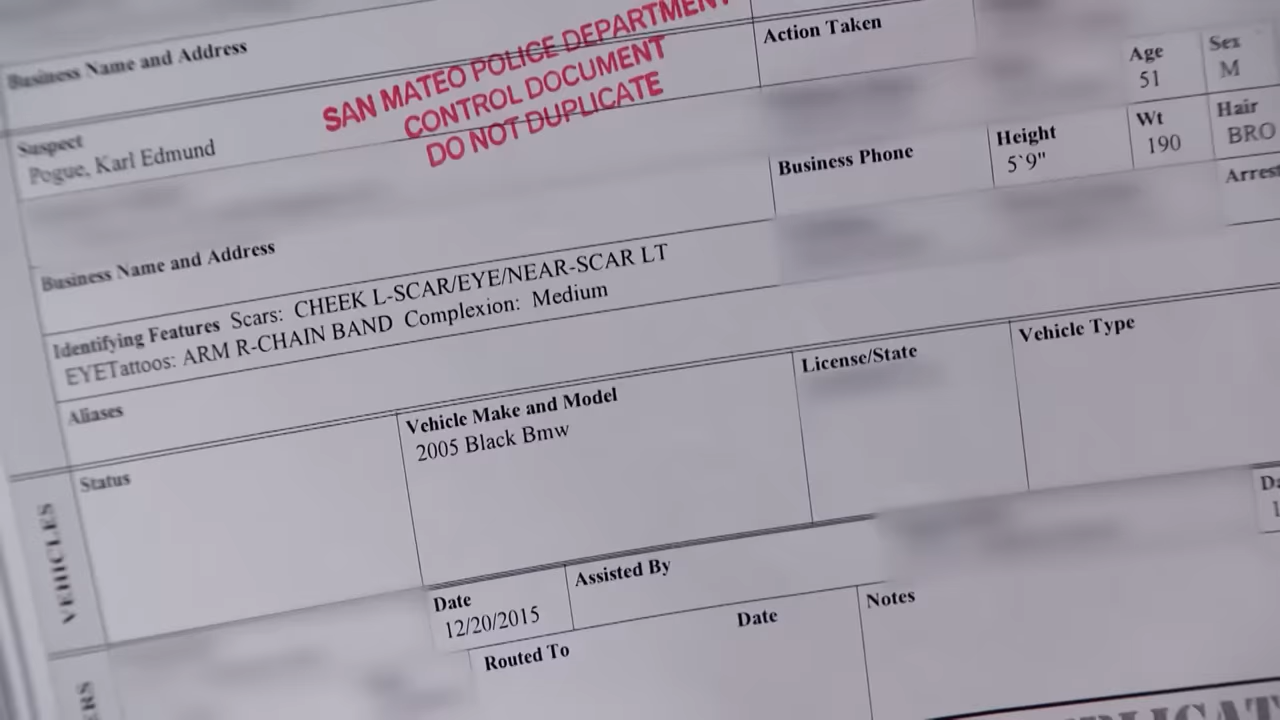 Business Name and Address
SAN MATEO POLICE DEPARTMENT
CONTROL DOCUMENT
DO NOT DUPLICATE
Action Taken
Age
51
Sex
M
Suspect
Pogue, Karl Edmund
Business Phone
Height
5`9"
Wt
190
Hair
BRO
Arrest
Business Name and Address
Identifying Features Scars: CHEEK L-SCAR/EYE/NEAR-SCAR LT
EYETattoos: ARM R-CHAIN BAND Complexion: Medium
Aliases
VEHICLES
Status
Vehicle Make and Model
2005 Black Bmw
License/State
Vehicle Type
Date
12/20/2015
Assisted By
Routed To
Date
Notes